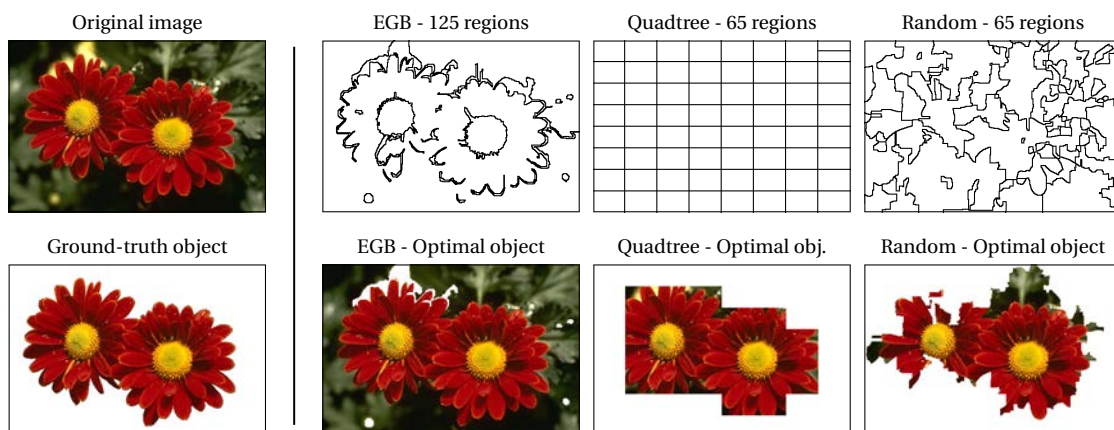 Original image
EGB - 125 regions
Quadtree - 65 regions
Random - 65 regions
Ground-truth object
EGB - Optimal object
Quadtree - Optimal obj.
Random - Optimal object